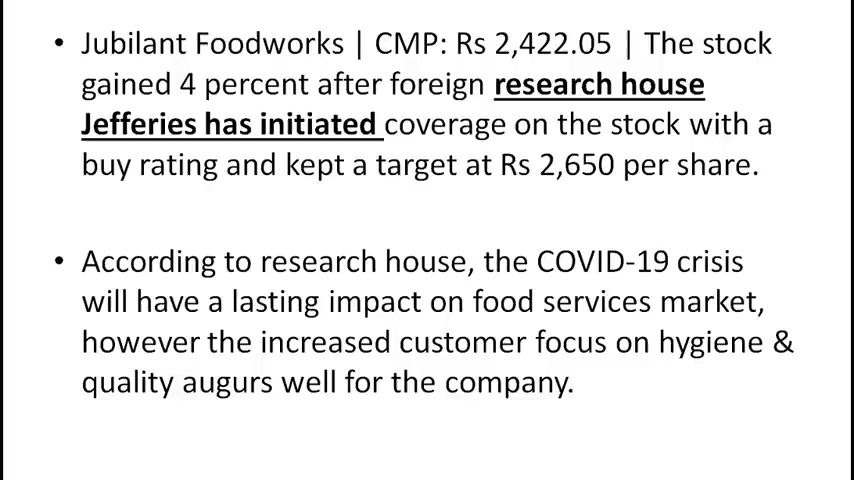 • Jubilant Foodworks | CMP: Rs 2,422.05 | The stock
gained 4 percent after foreign research house
Jefferies has initiated coverage on the stock with a
buy rating and kept a target at Rs 2,650 per share.
• According to research house, the COVID-19 crisis
will have a lasting impact on food services market,
however the increased customer focus on hygiene &
quality augurs well for the company.